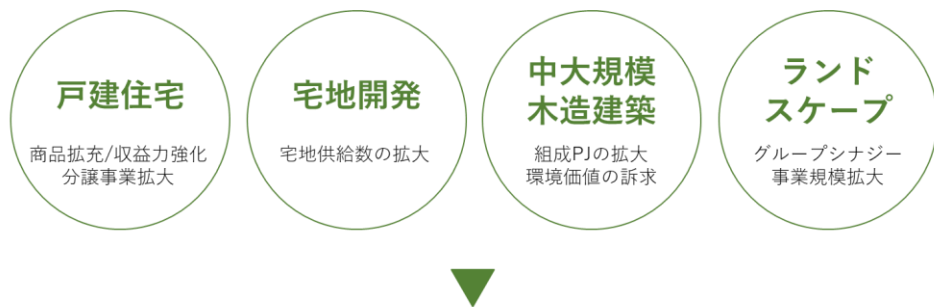 戸建住宅
商品拡充/収益力強化
分譲事業拡大
宅地開発
宅地供給数の拡大
中大規模
木造建築
組成PJの拡大
環境価値の訴求
ランド
スケープ
グループシナジー
事業規模拡大